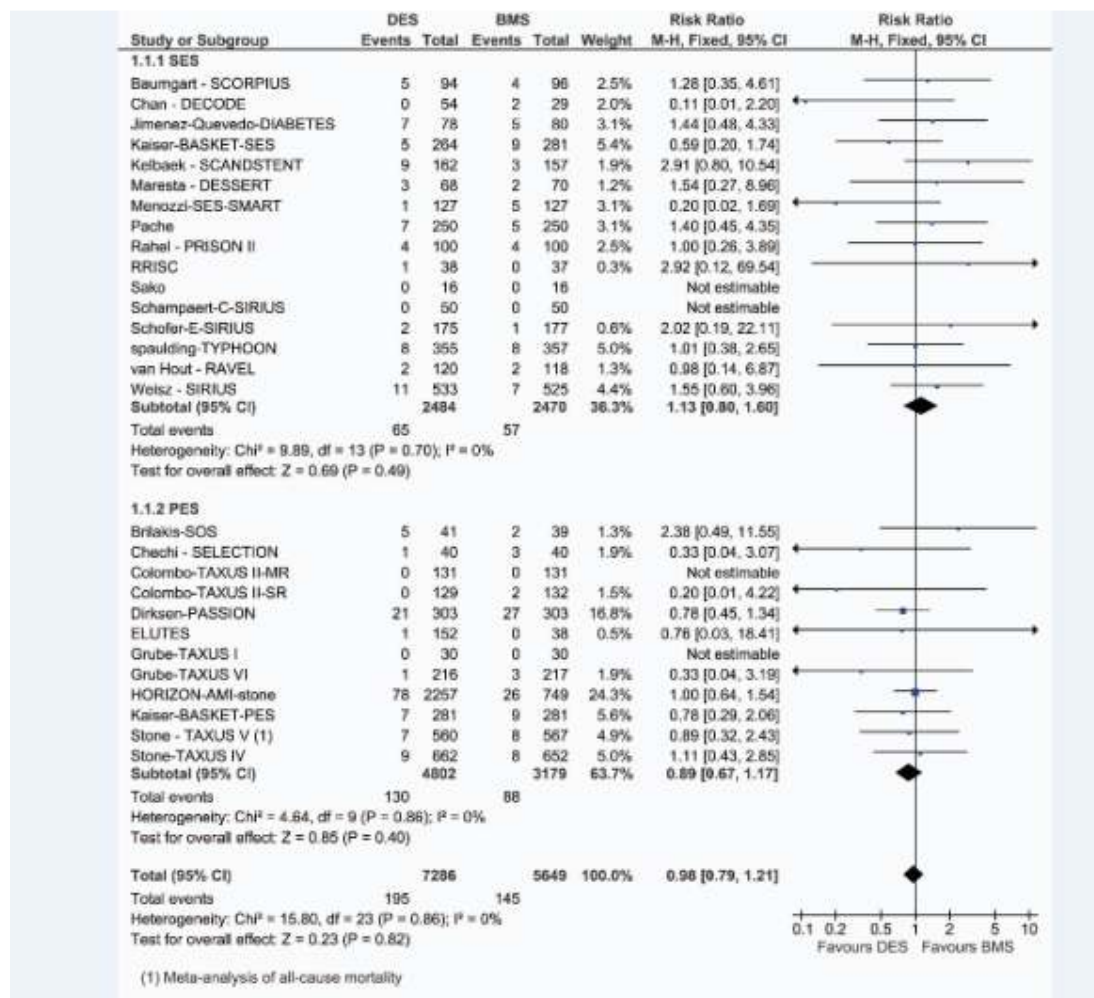 DES BMS Risk Ratio Risk Ratio
Study or Subgroup Events Total Events Total Weight M-H, Fixed, 95% CI M-H, Fixed, 95% CI
1.1.1 SES
Baumgart - SCORPIUS 5 94 4 96 2.5% 1.28 [0.35, 4.61]
Chan - DECODE 0 54 2 29 2.0% 0.11 [0.01, 2.20]
Jimenez-Quevedo-DIABETES 7 78 5 80 3.1% 1.44 [0.48, 4.33]
Kaiser-BASKET-SES 5 264 9 281 5.4% 0.59 [0.20, 1.74]
Kelbaek - SCANDSTENT 9 162 3 157 1.9% 2.91 [0.80, 10.54]
Maresta - DESSERT 3 68 2 70 1.2% 1.54 [0.27, 8.96]
Menozzi-SES-SMART 1 127 5 127 3.1% 0.20 [0.02, 1.69]
Pache 7 250 5 250 3.1% 1.40 [0.45, 4.35]
Rahel - PRISON II 4 100 4 100 2.5% 1.00 [0.26, 3.89]
RRISC 1 38 0 37 0.3% 2.92 [0.12, 69.54]
Sako 0 16 0 16 Not estimable
Schampaert-C-SIRIUS 0 50 0 50 Not estimable
Schofer-E-SIRIUS 2 175 1 177 0.6% 2.02 [0.19, 22.11]
spaulding-TYPHOON 8 355 8 357 5.0% 1.01 [0.38, 2.65]
van Hout - RAVEL 2 120 2 118 1.3% 0.98 [0.14, 6.87]
Weisz - SIRIUS 11 533 7 525 4.4% 1.55 [0.60, 3.96]
Subtotal (95% CI) 2484 2470 36.3% 1.13 [0.80, 1.60]
Total events 65 57
Heterogeneity: Chi² = 9.89, df = 13 (P = 0.70); I² = 0%
Test for overall effect: Z = 0.69 (P = 0.49)
1.1.2 PES
Brilakis-SOS 5 41 2 39 1.3% 2.38 [0.49, 11.55]
Chechi - SELECTION 1 40 3 40 1.9% 0.33 [0.04, 3.07]
Colombo-TAXUS II-MR 0 131 0 131 Not estimable
Colombo-TAXUS II-SR 0 129 2 132 1.5% 0.20 [0.01, 4.22]
Dirksen-PASSION 21 303 27 303 16.8% 0.78 [0.45, 1.34]
ELUTES 1 152 0 38 0.5% 0.76 [0.03, 18.41]
Grube-TAXUS I 0 30 0 30 Not estimable
Grube-TAXUS VI 1 216 3 217 1.9% 0.33 [0.04, 3.19]
HORIZON-AMI-stone 78 2257 26 749 24.3% 1.00 [0.64, 1.54]
Kaiser-BASKET-PES 7 281 9 281 5.6% 0.78 [0.29, 2.06]
Stone - TAXUS V (1) 7 560 8 567 4.9% 0.89 [0.32, 2.43]
Stone-TAXUS IV 9 662 8 652 5.0% 1.11 [0.43, 2.85]
Subtotal (95% CI) 4802 3179 63.7% 0.89 [0.67, 1.17]
Total events 130 88
Heterogeneity: Chi² = 4.64, df = 9 (P = 0.86); I² = 0%
Test for overall effect: Z = 0.85 (P = 0.40)
Total (95% CI) 7286 5649 100.0% 0.98 [0.79, 1.21]
Total events 195 145
Heterogeneity: Chi² = 15.80, df = 23 (P = 0.86); I² = 0%
Test for overall effect: Z = 0.23 (P = 0.82)
0.1 0.2 0.5 1 2 5 10
Favours DES Favours BMS
(1) Meta-analysis of all-cause mortality